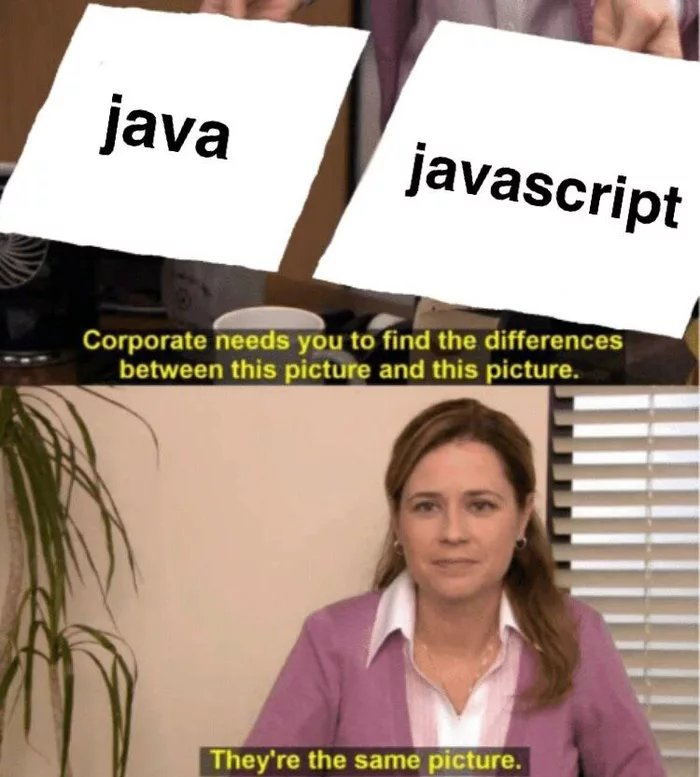 java
javascript
Corporate needs you to find the differences
between this picture and this picture.
They're the same picture.